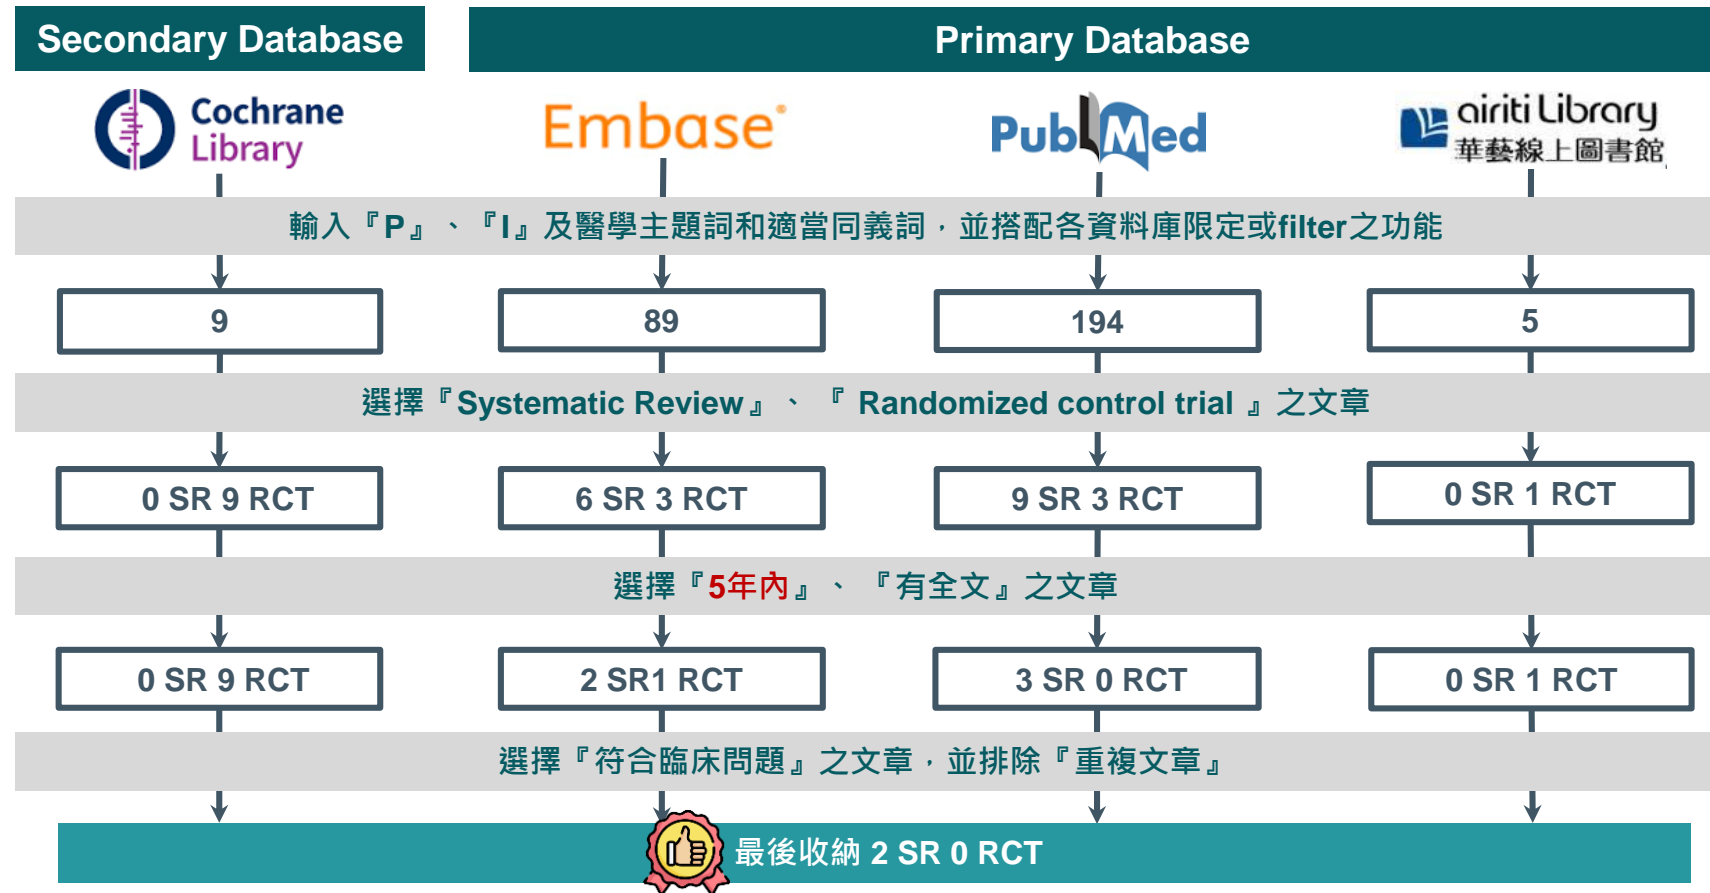 Secondary Database
Primary Database
Cochrane
Library
Embase®
PubMed
airiti Library
華藝線上圖書館
輸入『P』、『I』及醫學主題詞和適當同義詞，並搭配各資料庫限定或filter之功能
9
89
194
5
選擇『Systematic Review』、『 Randomized control trial 』之文章
0 SR 9 RCT
6 SR 3 RCT
9 SR 3 RCT
0 SR 1 RCT
選擇『5年內』、『有全文』之文章
0 SR 9 RCT
2 SR1 RCT
3 SR 0 RCT
0 SR 1 RCT
選擇『符合臨床問題』之文章，並排除『重複文章』
最後收納 2 SR 0 RCT